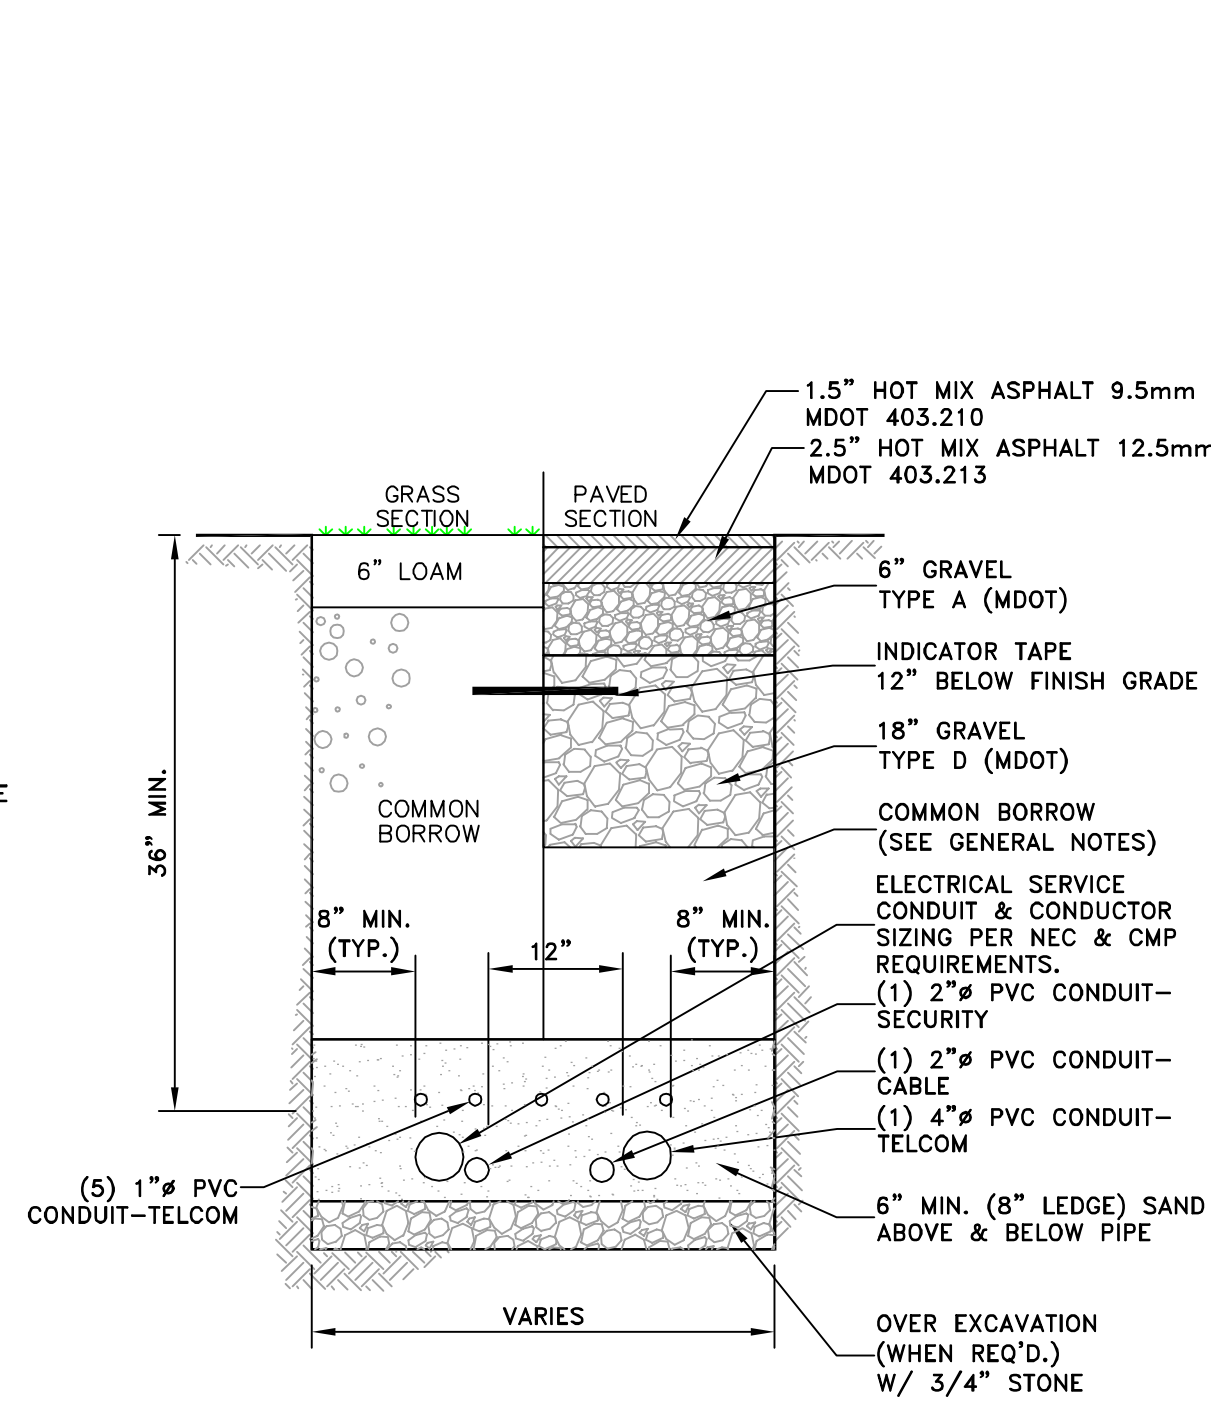 1.5” HOT MIX ASPHALT 9.5mm
MDOT 403.210
2.5” HOT MIX ASPHALT 12.5mm
MDOT 403.213
GRASS
SECTION
PAVED
SECTION
6” LOAM
6” GRAVEL
TYPE A (MDOT)
INDICATOR TAPE
12” BELOW FINISH GRADE
18” GRAVEL
TYPE D (MDOT)
E
36” MIN.
COMMON
BORROW
COMMON BORROW
(SEE GENERAL NOTES)
8” MIN.
(TYP.)
12”
8” MIN.
(TYP.)
ELECTRICAL SERVICE
CONDUIT & CONDUCTOR
SIZING PER NEC & CMP
REQUIREMENTS.
(1) 2”ø PVC CONDUIT-
SECURITY
(1) 2”ø PVC CONDUIT-
CABLE
(1) 4”ø PVC CONDUIT-
TELCOM
(5) 1”ø PVC
CONDUIT-TELCOM
6” MIN. (8” LEDGE) SAND
ABOVE & BELOW PIPE
VARIES
OVER EXCAVATION
(WHEN REQ’D.)
W/ 3/4” STONE